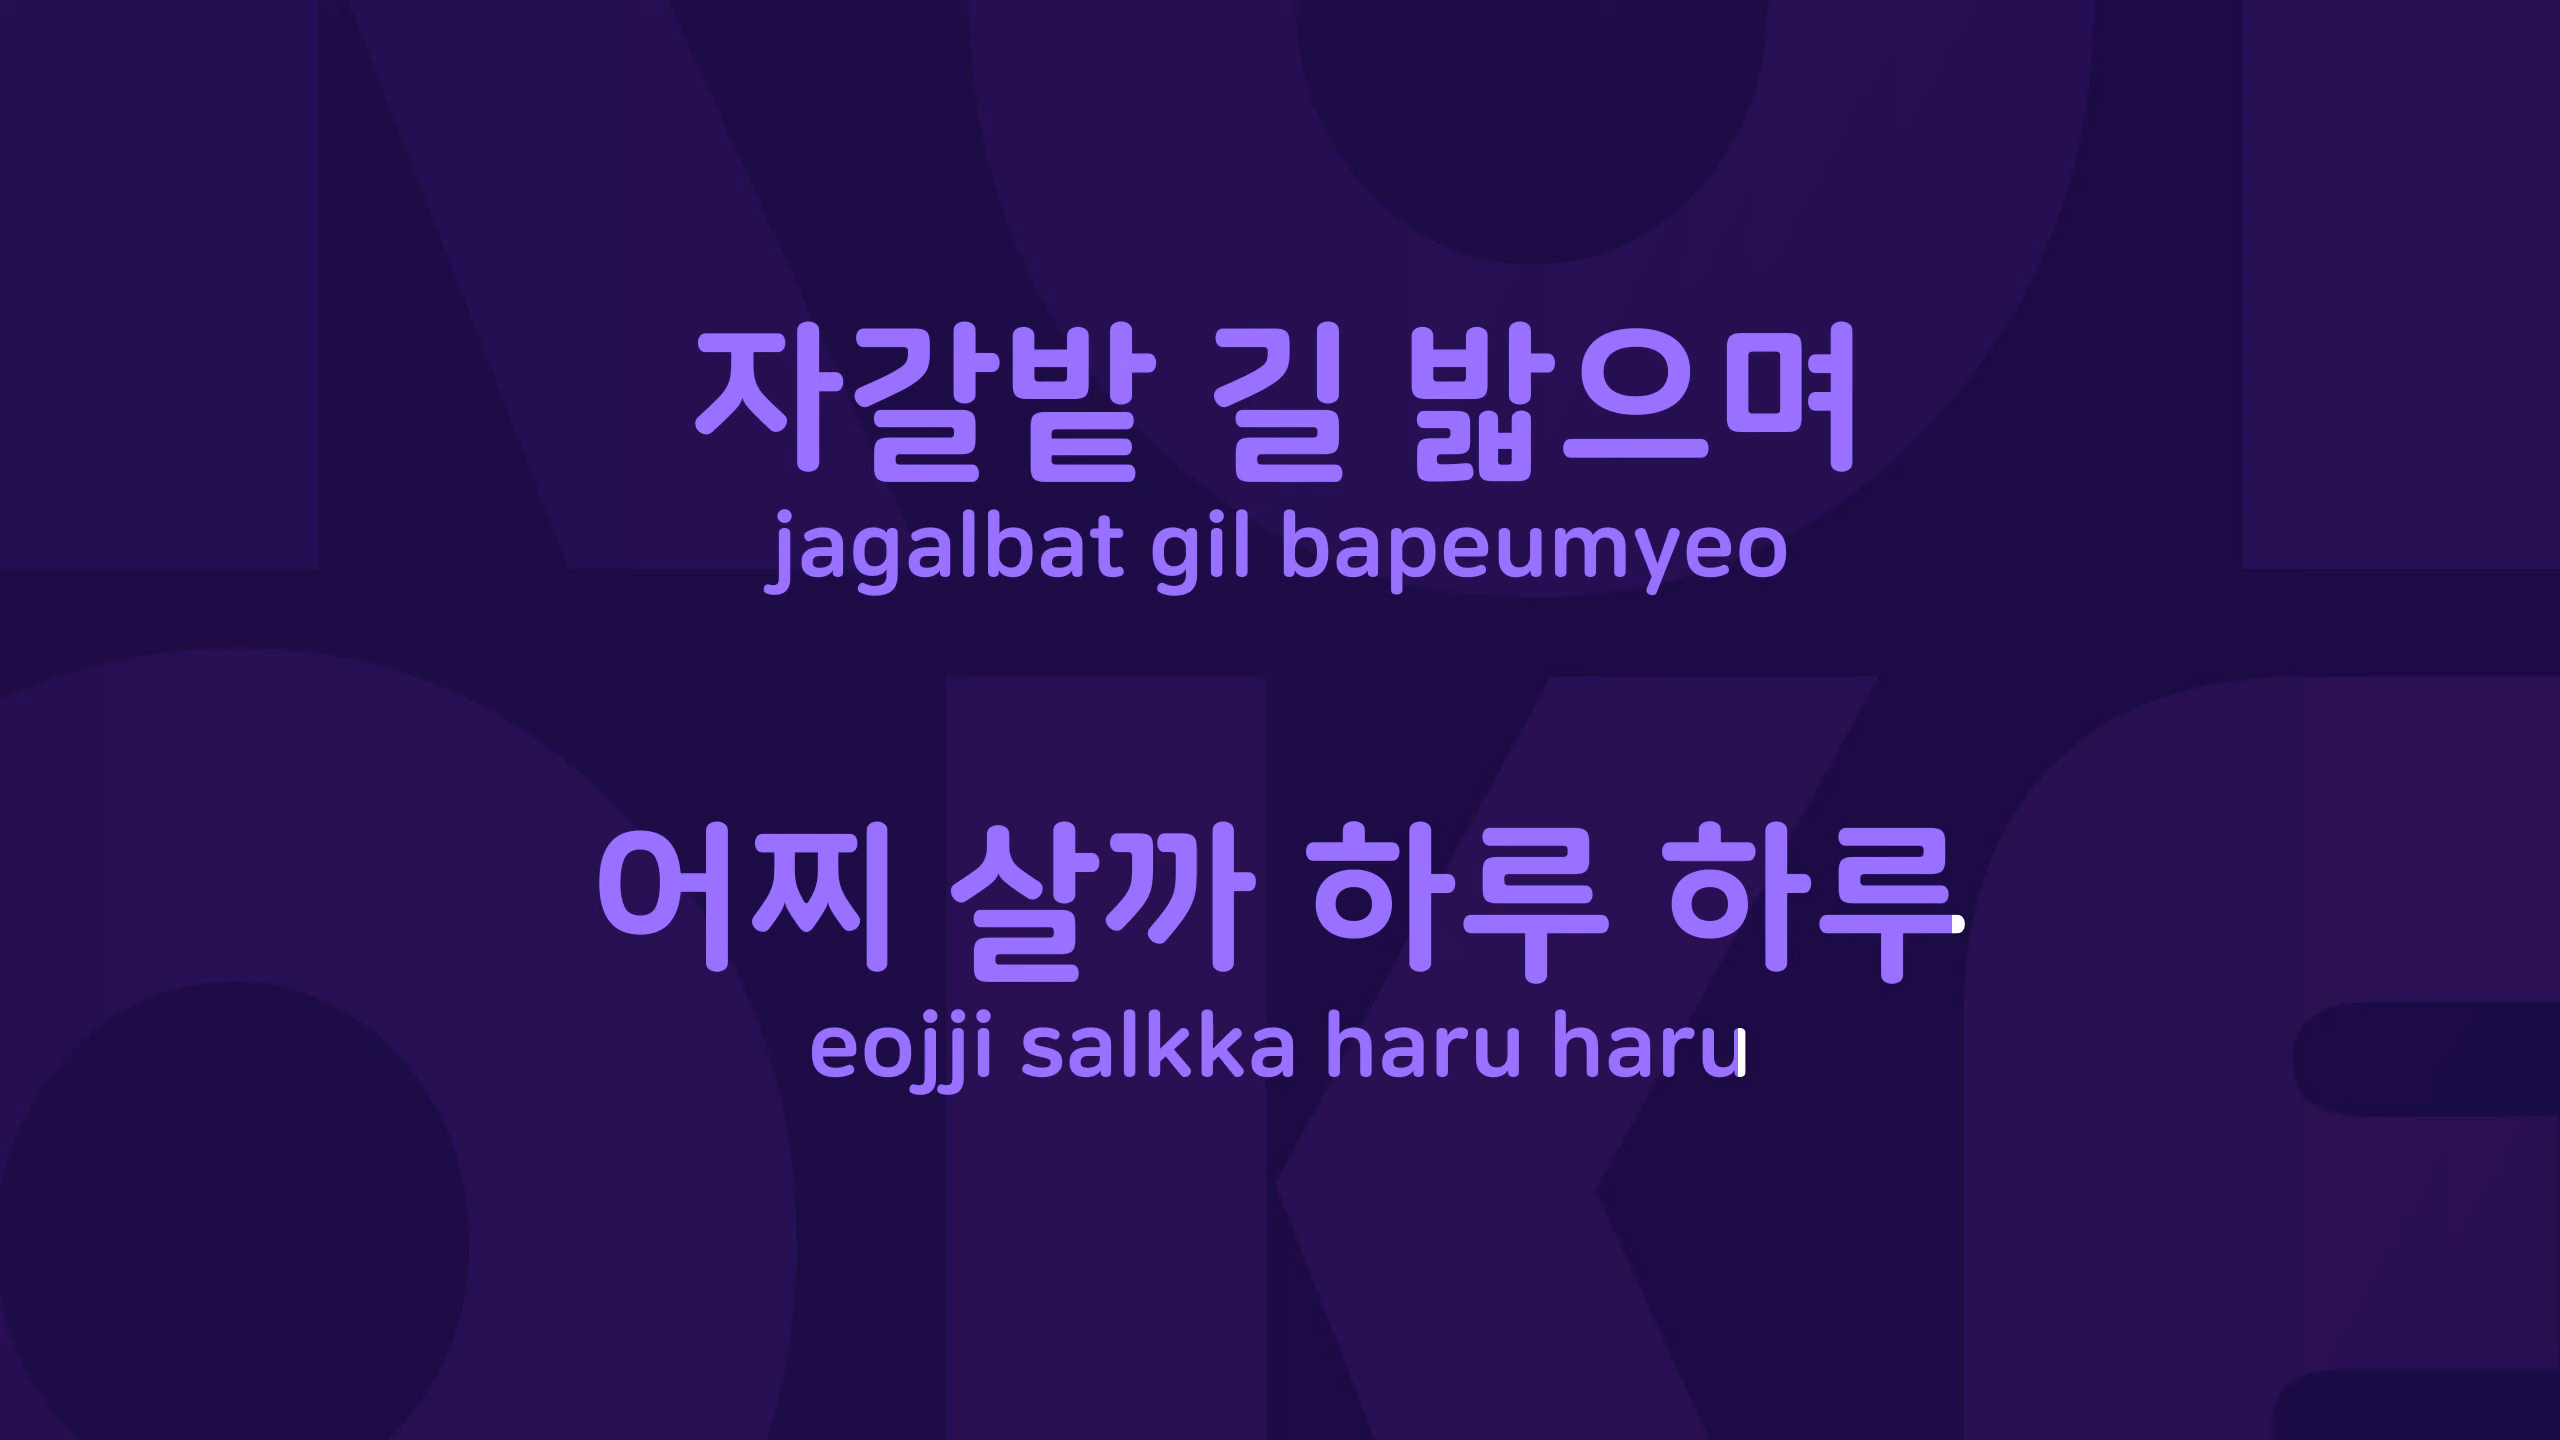 자갈밭 길 밟으며
jagalbat gil bapeumyeo
어찌 살까 하루 하루
eojji salkka haru haru